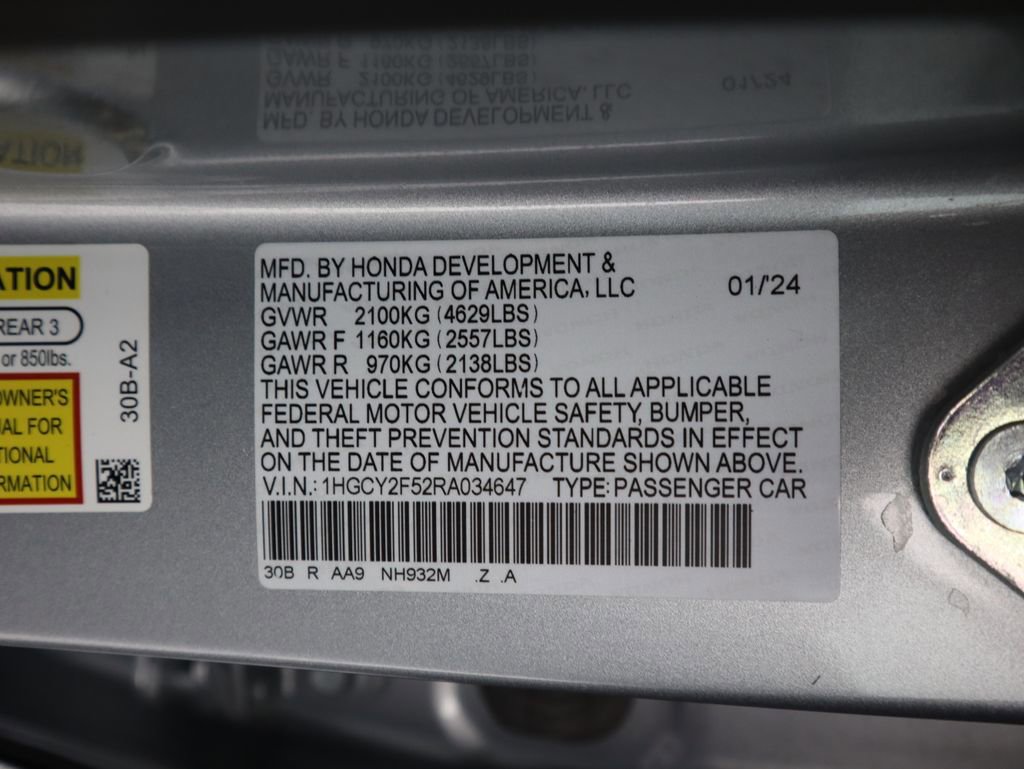 ATION
REAR 3
or 850lbs.
OWNER'S
AL FOR
TIONAL
RMATION
30B-A2
MFD. BY HONDA DEVELOPMENT &
MANUFACTURING OF AMERICA, LLC 01/'24
GVWR 2100KG (4629LBS)
GAWR F 1160KG (2557LBS)
GAWR R 970KG (2138LBS)
THIS VEHICLE CONFORMS TO ALL APPLICABLE
FEDERAL MOTOR VEHICLE SAFETY, BUMPER,
AND THEFT PREVENTION STANDARDS IN EFFECT
ON THE DATE OF MANUFACTURE SHOWN ABOVE.
V.I.N.: 1HGCY2F52RA034647 TYPE: PASSENGER CAR
30B R AA9 NH932M .Z .A